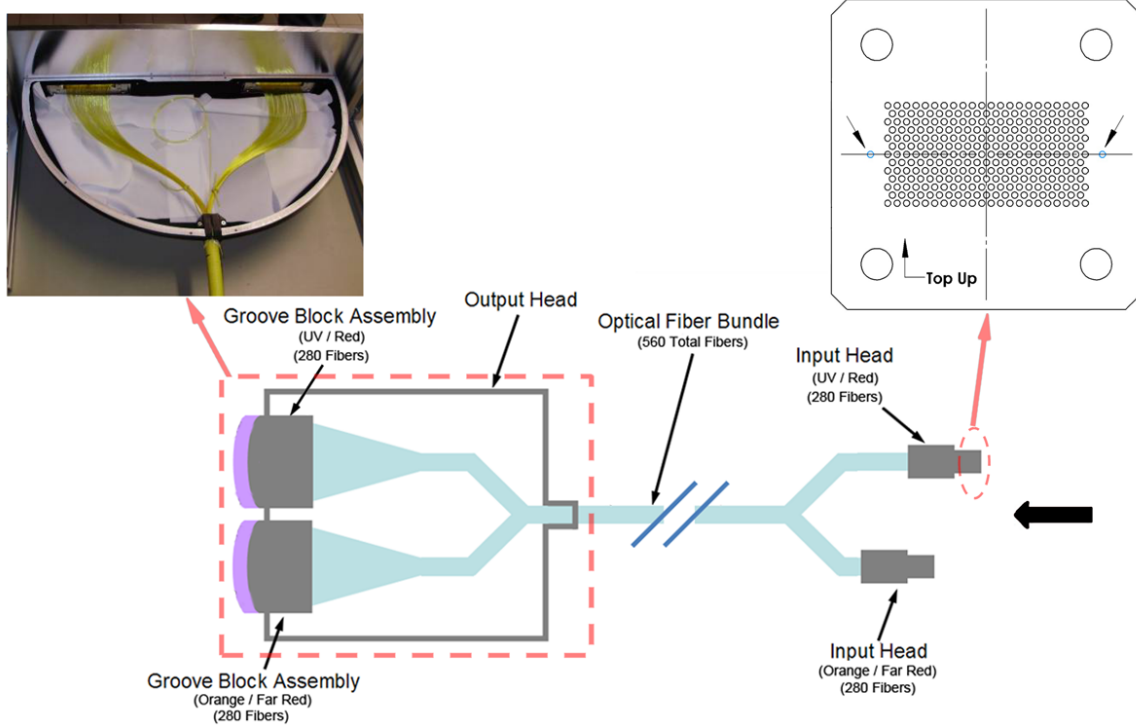 Top Up
Groove Block Assembly
(UV / Red)
(280 Fibers)
Output Head
Optical Fiber Bundle
(560 Total Fibers)
Input Head
(UV / Red)
(280 Fibers)
Groove Block Assembly
(Orange / Far Red)
(280 Fibers)
Input Head
(Orange / Far Red)
(280 Fibers)